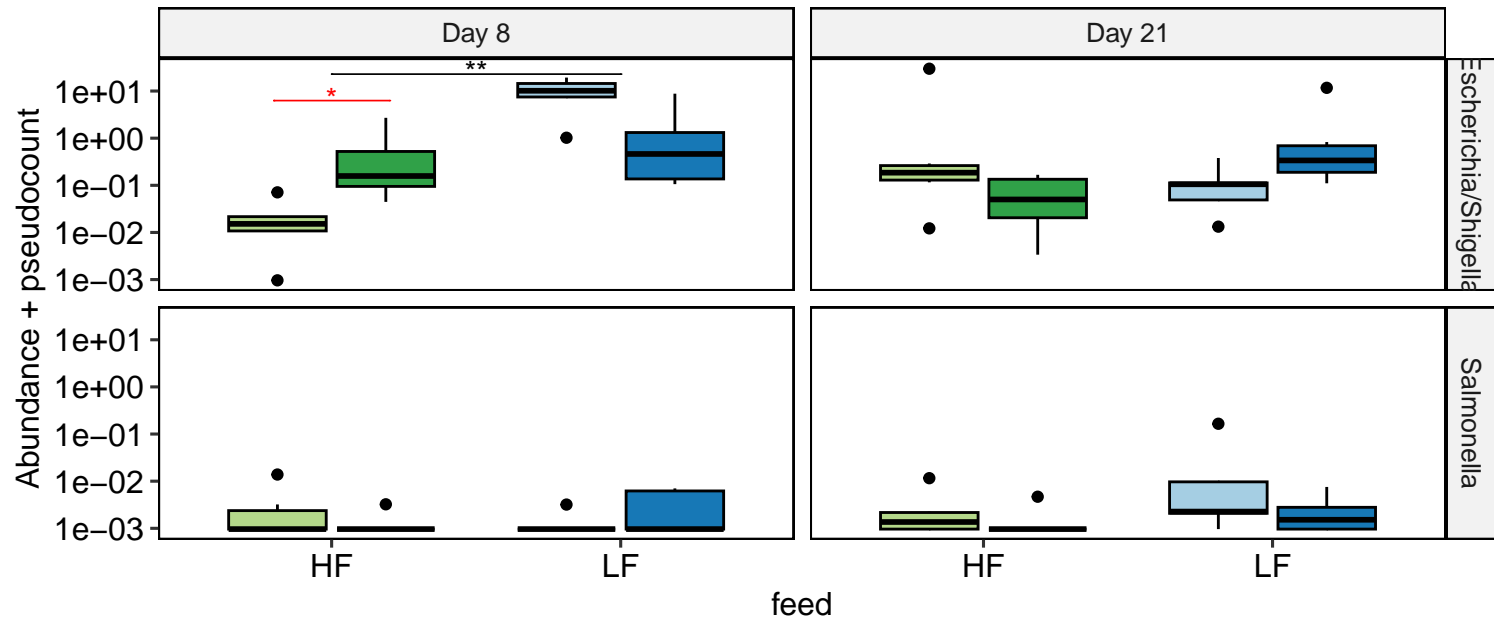 Day 8
Day 21
Abundance + pseudocount
1e+01
1e+00
1e−01
1e−02
1e−03
*
**
Escherichia/Shigella
1e+01
1e+00
1e−01
1e−02
1e−03
Salmonella
HF
LF
HF
LF
feed